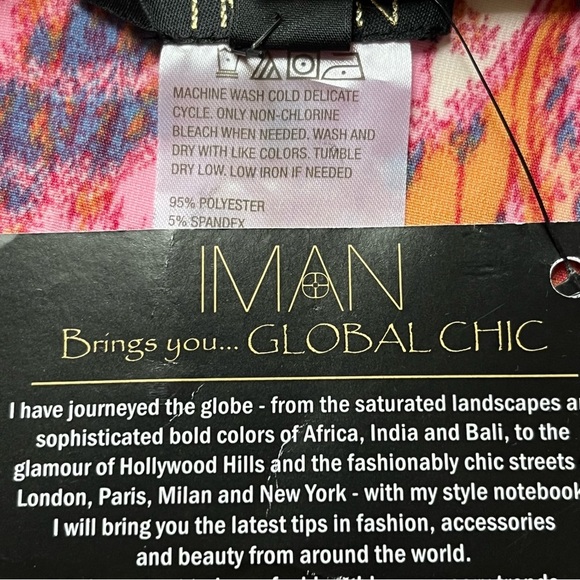 MACHINE WASH COLD DELICATE
CYCLE. ONLY NON-CHLORINE
BLEACH WHEN NEEDED. WASH AND
DRY WITH LIKE COLORS. TUMBLE
DRY LOW. LOW IRON IF NEEDED
95% POLYESTER
5% SPANDEX
IMAN
Brings you... GLOBAL CHIC
I have journeyed the globe - from the saturated landscapes
sophisticated bold colors of Africa, India and Bali, to the
glamour of Hollywood Hills and the fashionably chic streets
London, Paris, Milan and New York - with my style notebook
I will bring you the latest tips in fashion, accessories
and beauty from around the world.